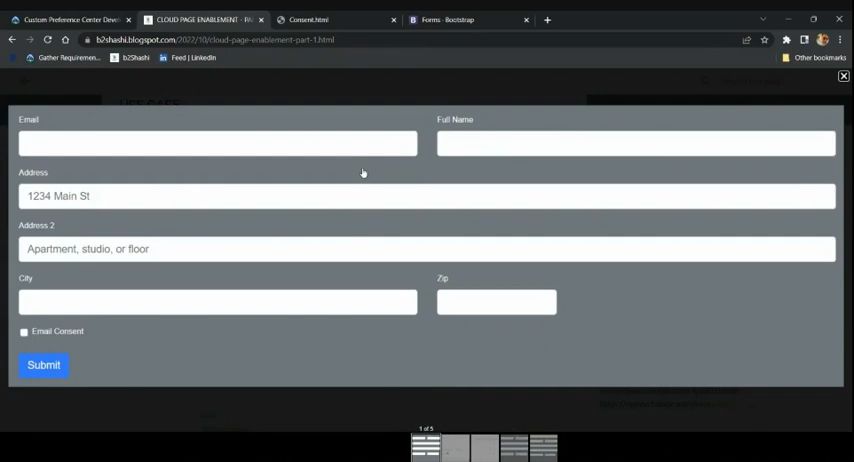 Custom Preference Center Devel
CLOUD PAGE ENABLEMENT - PA
Consent.html
Forms · Bootstrap
b2shashi.blogspot.com/2022/10/cloud-page-enablement-part-1.html
Gather Requiremen...
b2Shashi
Feed | LinkedIn
Other bookmarks
Email
Full Name
Address
1234 Main St
Address 2
Apartment, studio, or floor
City
Zip
Email Consent
Submit
1 of 5